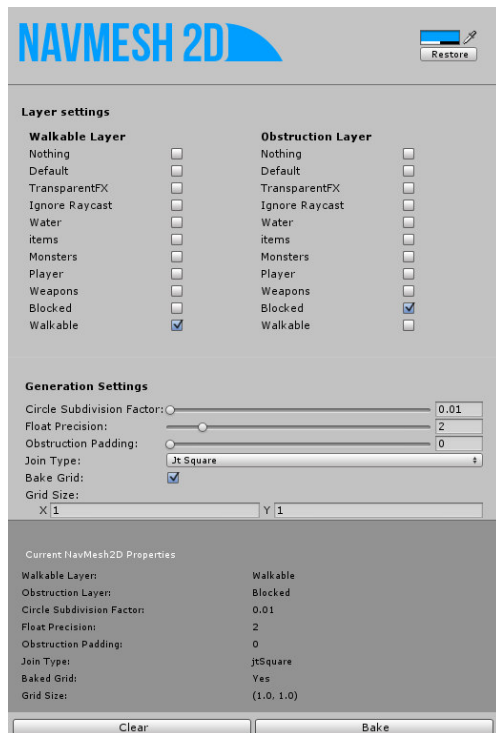 NAVMESH 2D
Restore
Layer settings
Walkable Layer Obstruction Layer
Nothing Nothing
Default Default
TransparentFX TransparentFX
Ignore Raycast Ignore Raycast
Water Water
items items
Monsters Monsters
Player Player
Weapons Weapons
Blocked Blocked
Walkable Walkable
Generation Settings
Circle Subdivision Factor: 0.01
Float Precision: 2
Obstruction Padding: 0
Join Type: Jt Square
Bake Grid:
Grid Size:
X 1 Y 1
Current NavMesh2D Properties
Walkable Layer: Walkable
Obstruction Layer: Blocked
Circle Subdivision Factor: 0.01
Float Precision: 2
Obstruction Padding: 0
Join Type: jtSquare
Baked Grid: Yes
Grid Size: (1.0, 1.0)
Clear Bake